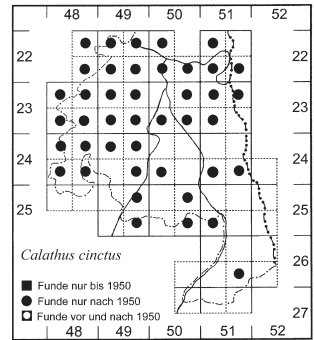 48 49 50 51 52
22 22
23 23
24 24
25 25
26
27
Calathus cinctus
Funde nur bis 1950
Funde nur nach 1950
Funde vor und nach 1950
48 49 50 51 52